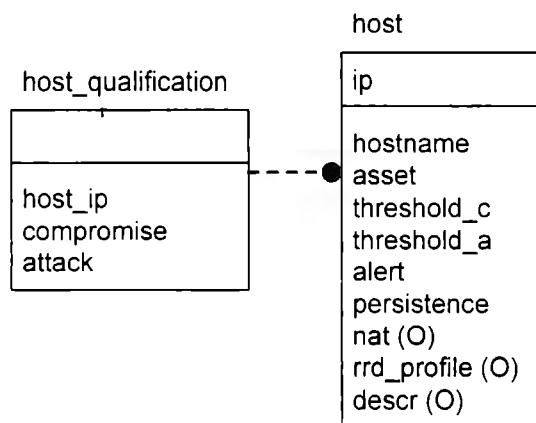 host
host_qualification
ip
hostname
asset
threshold_c
threshold_a
alert
persistence
nat (O)
rrd_profile (O)
descr (O)
host_ip
compromise
attack